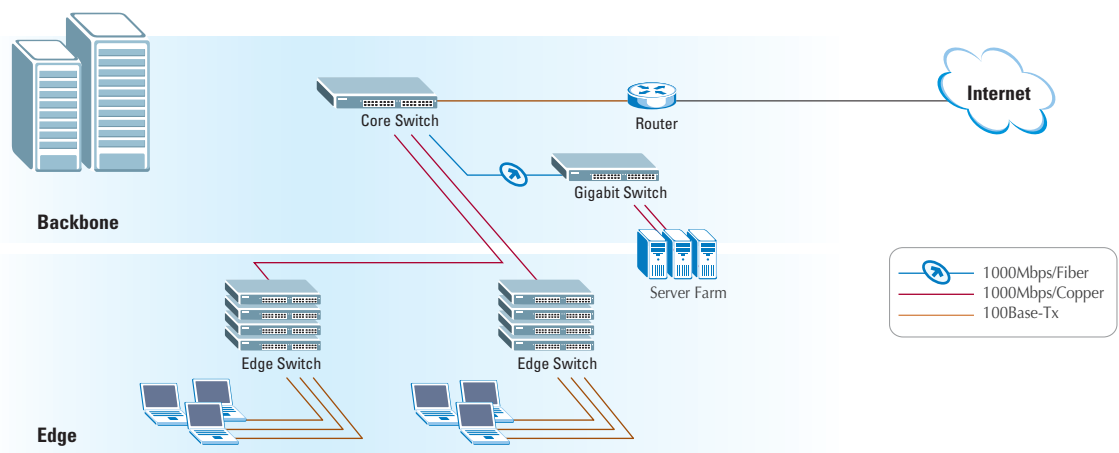 Internet
Core Switch
Router
Gigabit Switch
Backbone
Server Farm
1000Mbps/Fiber
1000Mbps/Copper
100Base-Tx
Edge Switch
Edge Switch
Edge